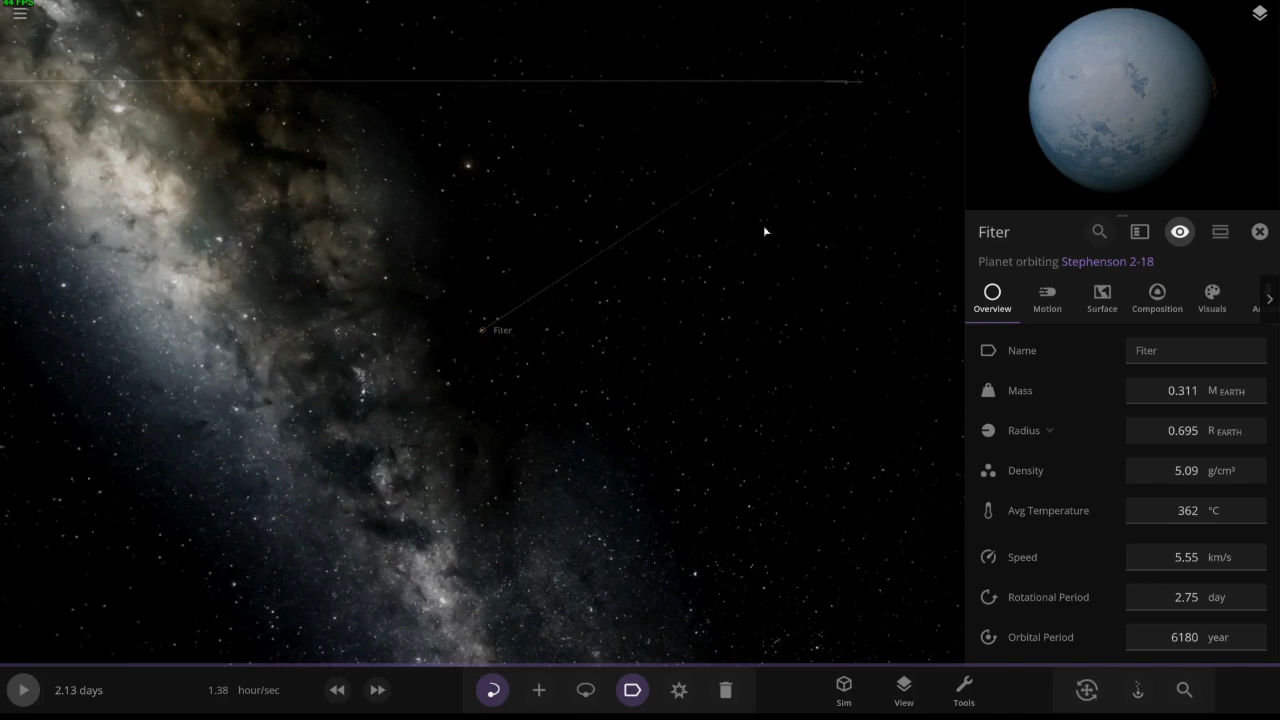 44 FPS
Fiter
Fiter
Planet orbiting Stephenson 2-18
Overview Motion Surface Composition Visuals
Name Fiter
Mass 0.311 M EARTH
Radius 0.695 R EARTH
Density 5.09 g/cm³
Avg Temperature 362 °C
Speed 5.55 km/s
Rotational Period 2.75 day
Orbital Period 6180 year
2.13 days 1.38 hour/sec Sim View Tools